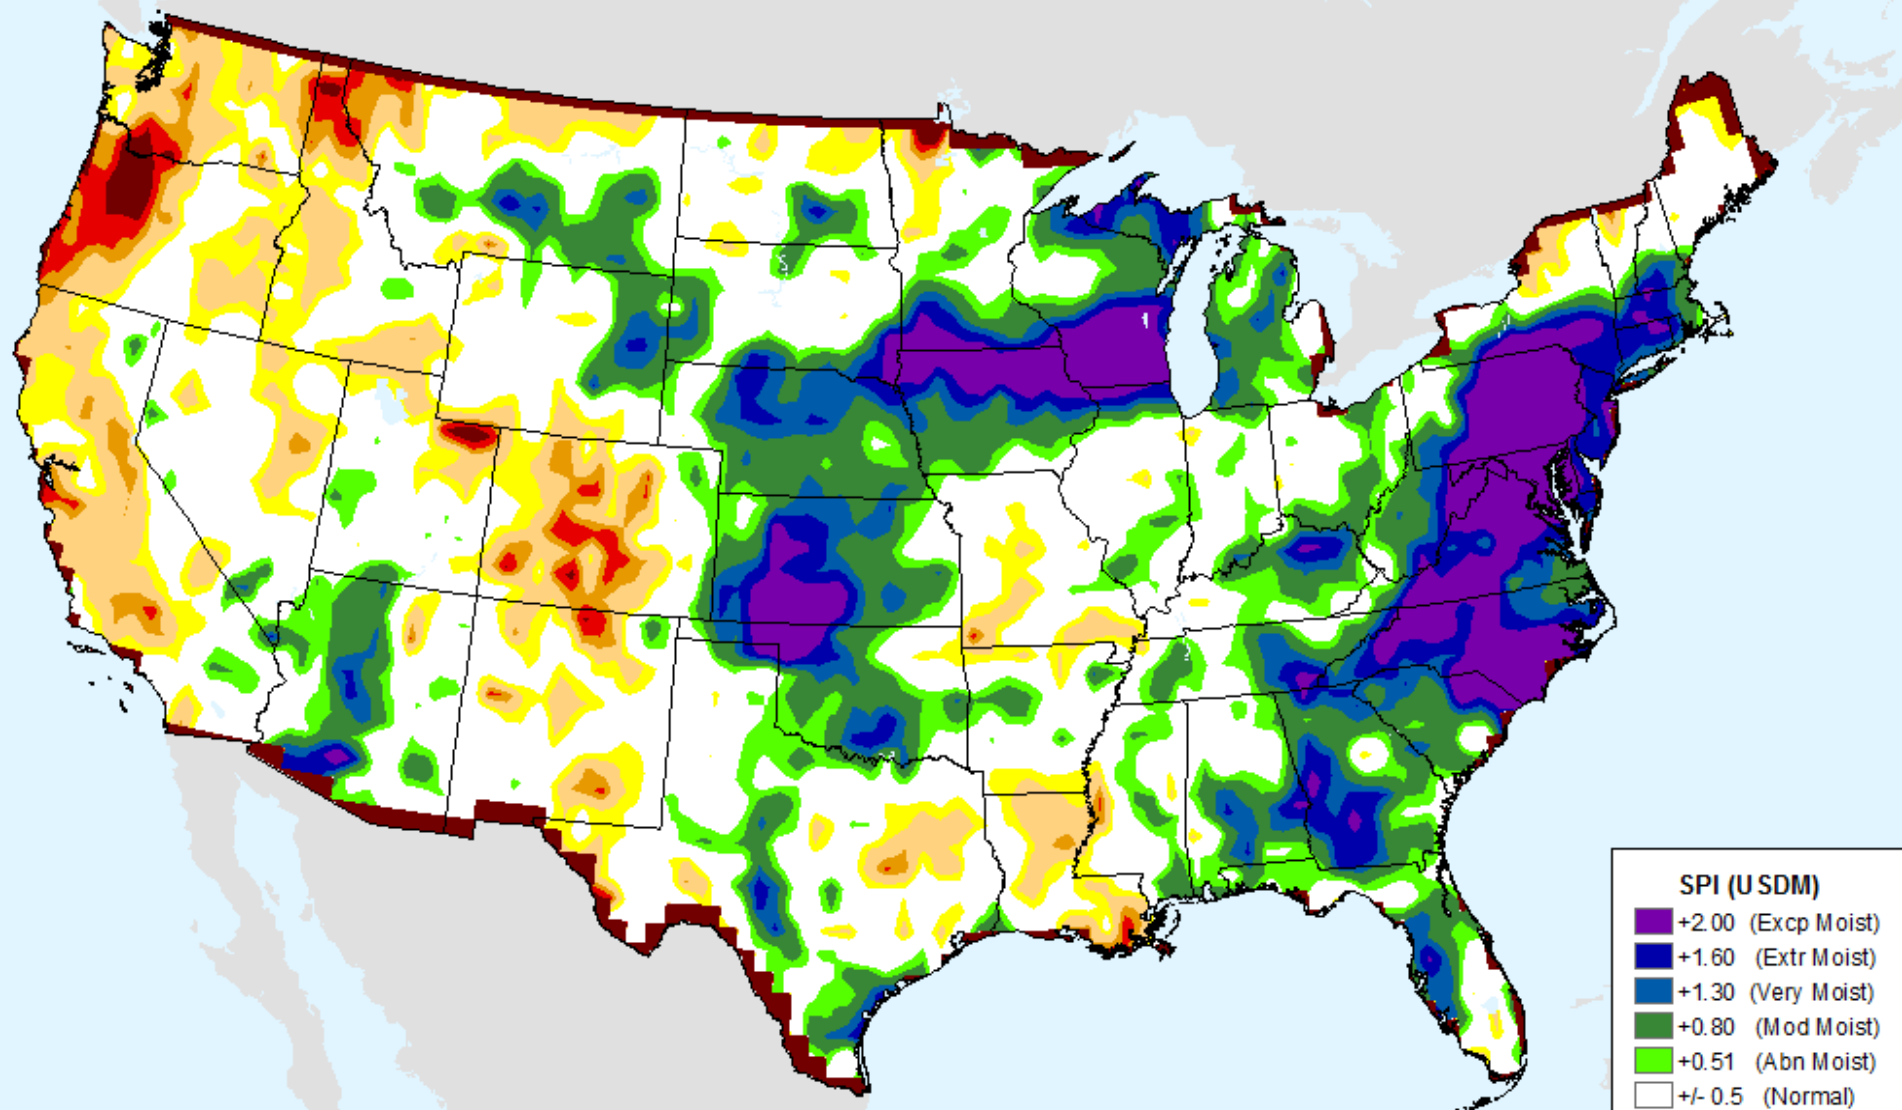 SPI (USDM)
+2.00 (Excp Moist)
+1.60 (Extr Moist)
+1.30 (Very Moist)
+0.80 (Mod Moist)
+0.51 (Abn Moist)
+/- 0.5 (Normal)